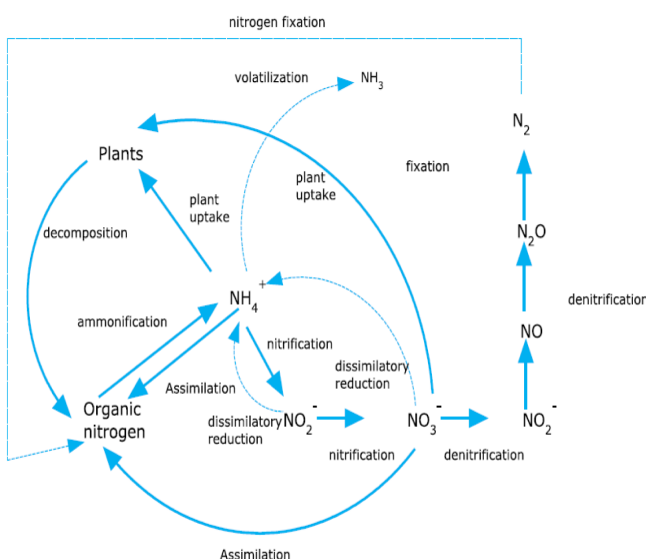 nitrogen fixation
volatilization
NH3
N2
Plants
fixation
plant
uptake
plant
uptake
decomposition
N2O
NH4+
denitrification
ammonification
NO
nitrification
dissimilatory
reduction
Assimilation
Organic
nitrogen
dissimilatory
reduction
NO2-
NO3-
NO2-
nitrification
denitrification
Assimilation